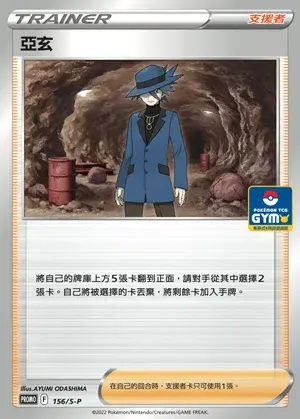 TRAINER
支援者
亞玄
POKÉMON TCG
GYM
將自己的牌庫上方5張卡翻到正面，請對手從其中選擇2
張卡。自己將被選擇的卡丟棄，將剩餘卡加入手牌。
Illus. AYUMI ODASHIMA
PROMO F 156/S-P
在自己的回合時，支援者卡只可使用1張。
©2022 Pokémon/Nintendo/Creatures/GAME FREAK.